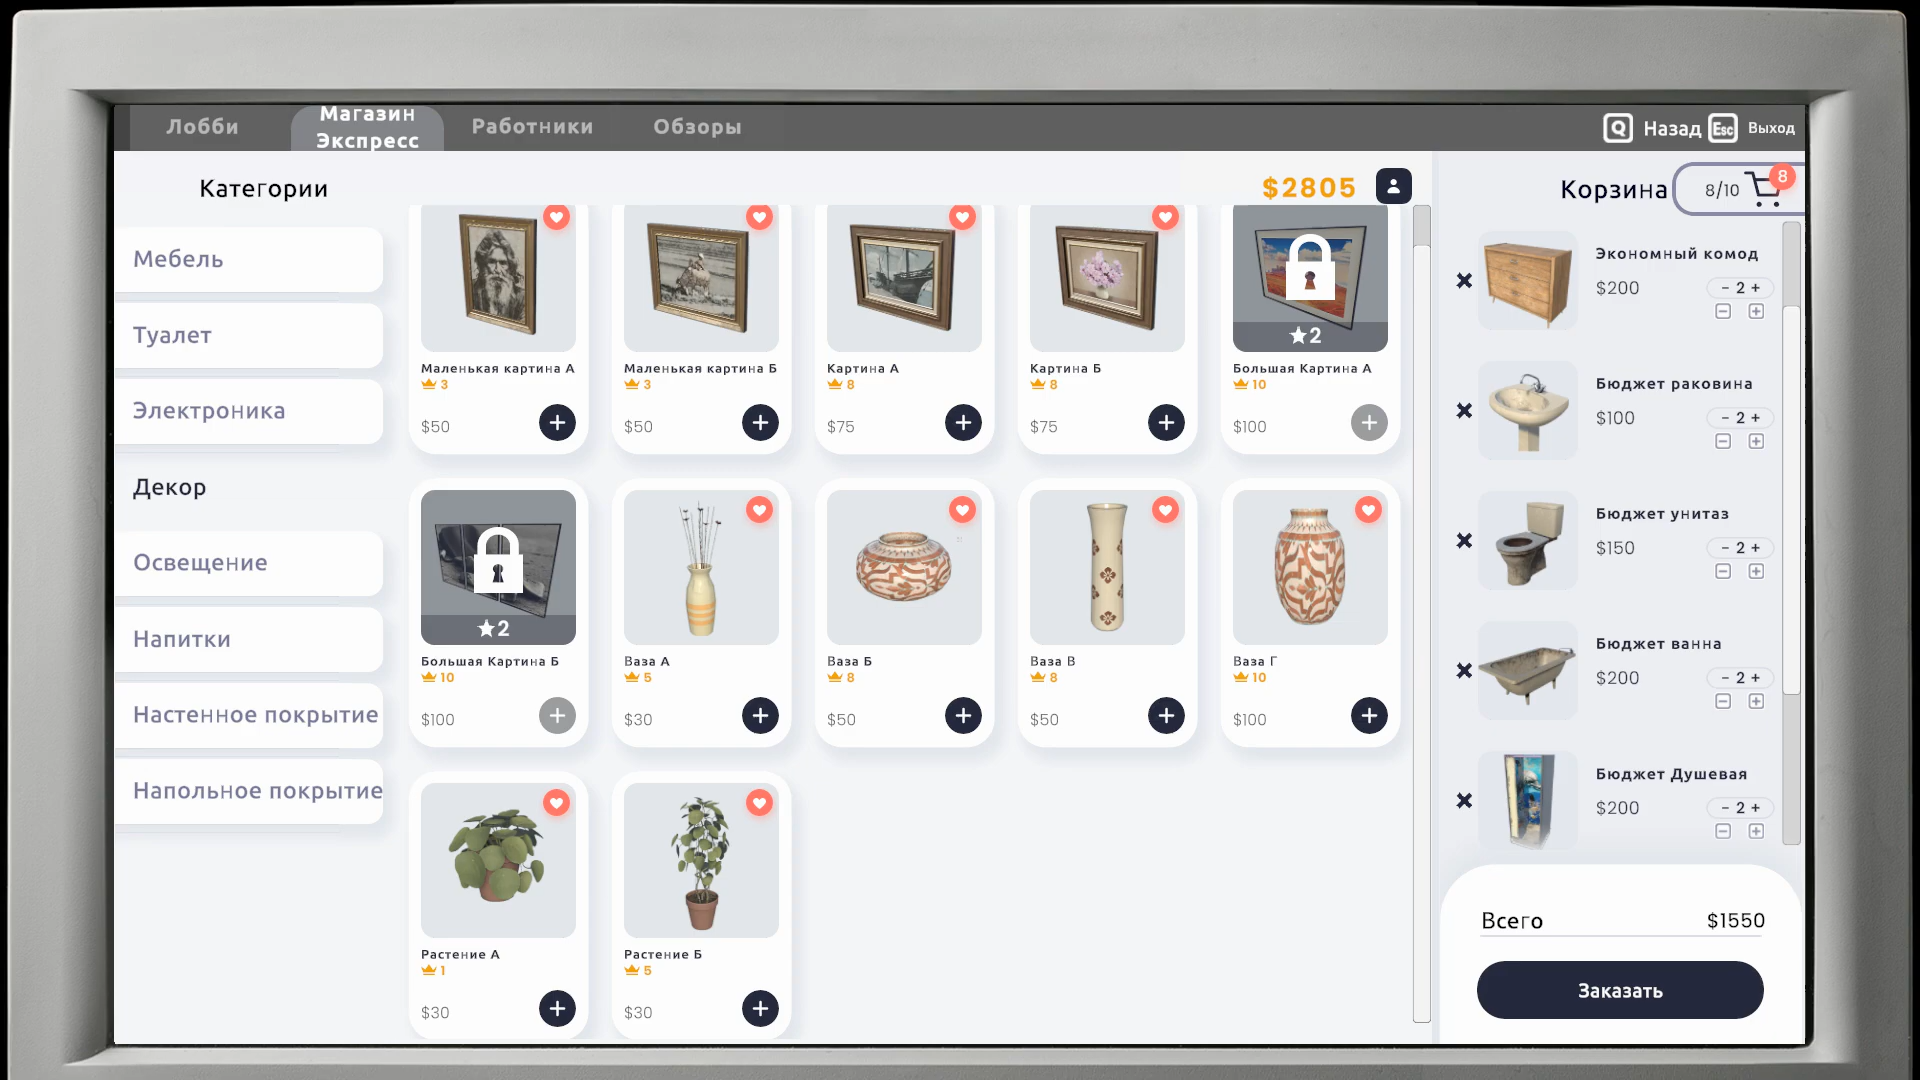 Лобби
Магазин
Экспресс
Работники
Обзоры
Q Назад Esc Выход
Категории
$2805
Корзина
8/10
8
Мебель
Туалет
Электроника
Декор
Освещение
Напитки
Настенное покрытие
Напольное покрытие
Маленькая картина А
3
$50
Маленькая картина Б
3
$50
Картина А
8
$75
Картина Б
8
$75
2
Большая Картина А
10
$100
2
Большая Картина Б
10
$100
Ваза А
5
$30
Ваза Б
8
$50
Ваза В
8
$50
Ваза Г
10
$100
Растение А
1
$30
Растение Б
5
$30
Экономный комод
$200
- 2 +
Бюджет раковина
$100
- 2 +
Бюджет унитаз
$150
- 2 +
Бюджет ванна
$200
- 2 +
Бюджет Душевая
$200
- 2 +
Всего $1550
Заказать